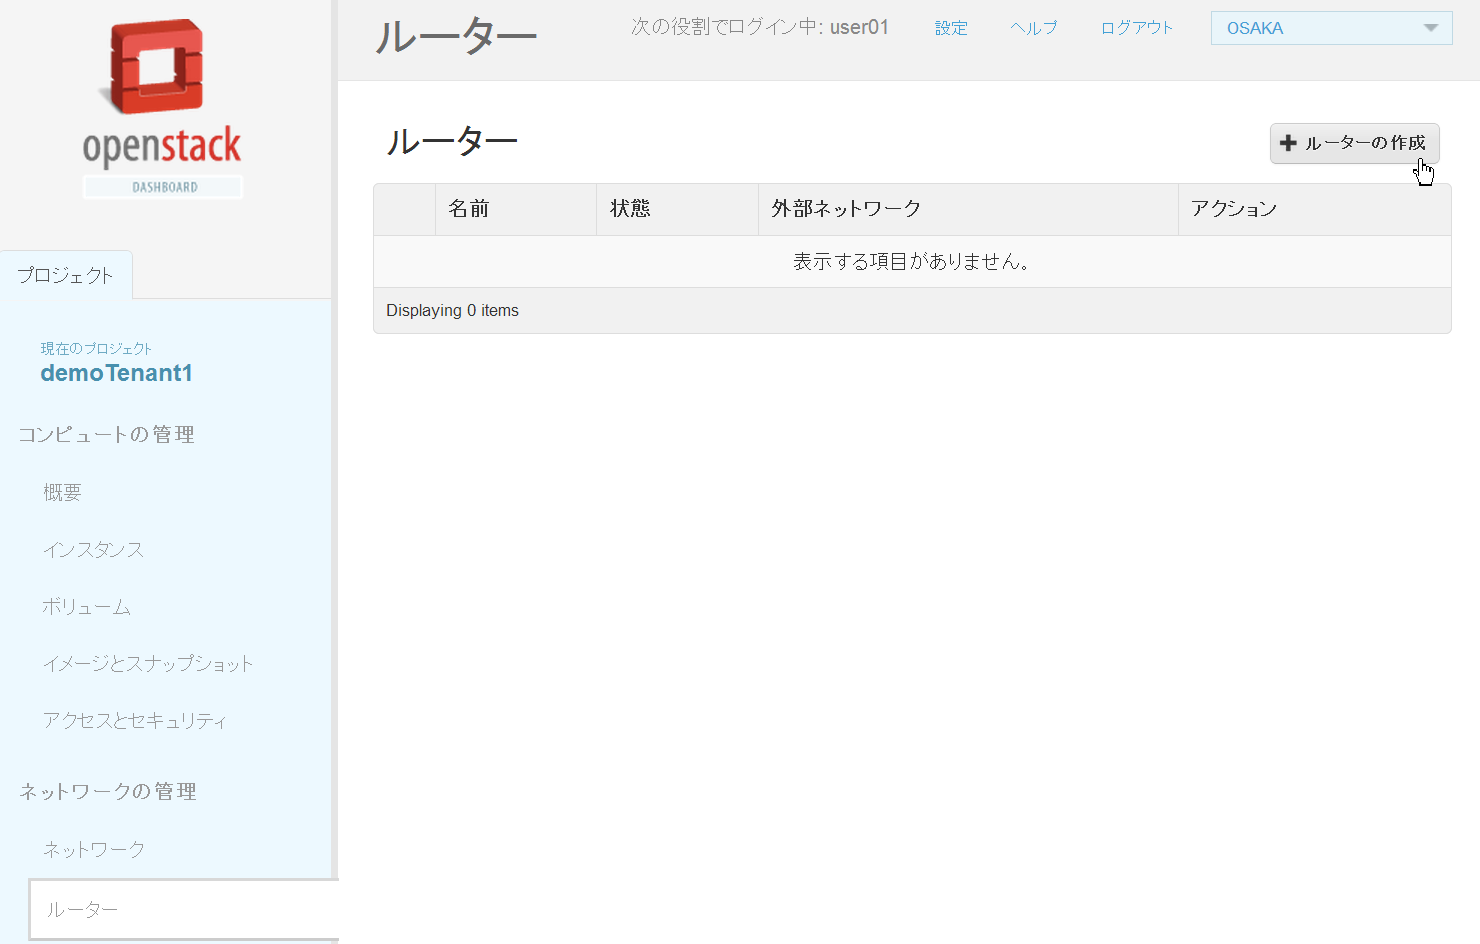 openstack
DASHBOARD
プロジェクト
現在のプロジェクト
demoTenant1
コンピュートの管理
概要
インスタンス
ボリューム
イメージとスナップショット
アクセスとセキュリティ
ネットワークの管理
ネットワーク
ルーター
ルーター 次の役割でログイン中: user01 設定 ヘルプ ログアウト OSAKA
ルーター
ルーターの作成
名前 状態 外部ネットワーク アクション
表示する項目がありません。
Displaying 0 items